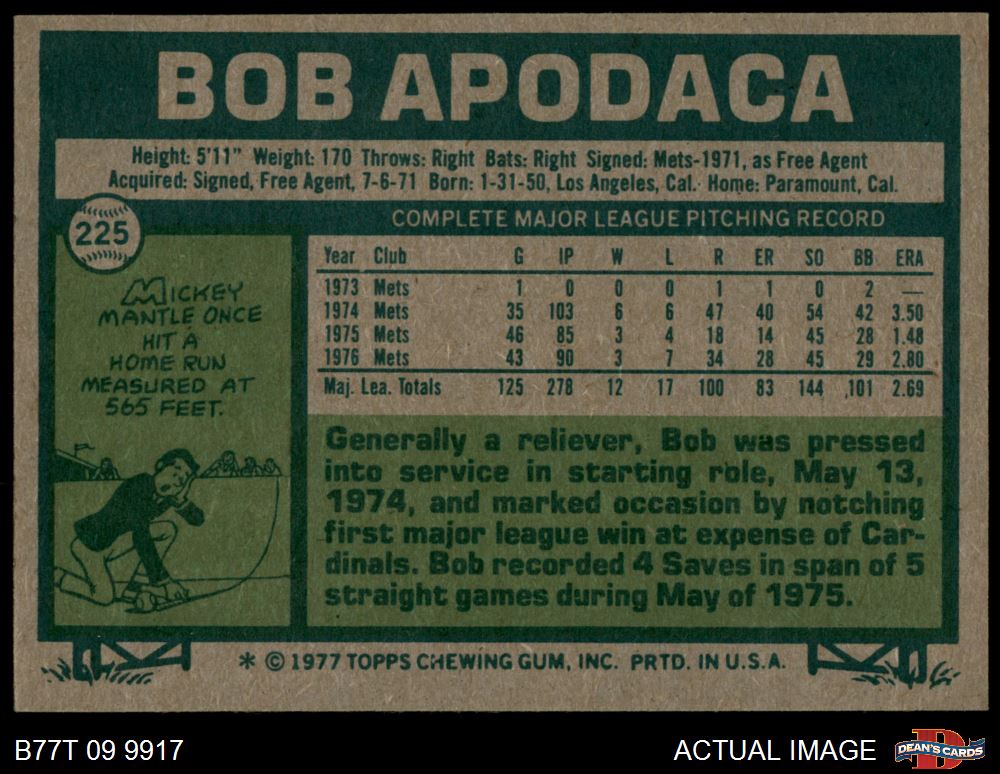 BOB APODACA
Height: 5'11" Weight: 170 Throws: Right Bats: Right Signed: Mets-1971, as Free Agent
Acquired: Signed, Free Agent, 7-6-71 Born: 1-31-50, Los Angeles, Cal. Home: Paramount, Cal.
225
MICKEY
MANTLE ONCE
HIT A
HOME RUN
MEASURED AT
565 FEET.
COMPLETE MAJOR LEAGUE PITCHING RECORD
Year Club G IP W L R ER SO BB ERA
1973 Mets 1 0 0 0 1 1 0 2 —
1974 Mets 35 103 6 6 47 40 54 42 3.50
1975 Mets 46 85 3 4 18 14 45 28 1.48
1976 Mets 43 90 3 7 34 28 45 29 2.80
Maj. Lea. Totals 125 278 12 17 100 83 144 101 2.69
Generally a reliever, Bob was pressed
into service in starting role, May 13,
1974, and marked occasion by notching
first major league win at expense of Car-
dinals. Bob recorded 4 Saves in span of 5
straight games during May of 1975.
* © 1977 TOPPS CHEWING GUM, INC. PRTD. IN U.S.A.
B77T 09 9917
ACTUAL IMAGE
D
DEAN'S CARDS